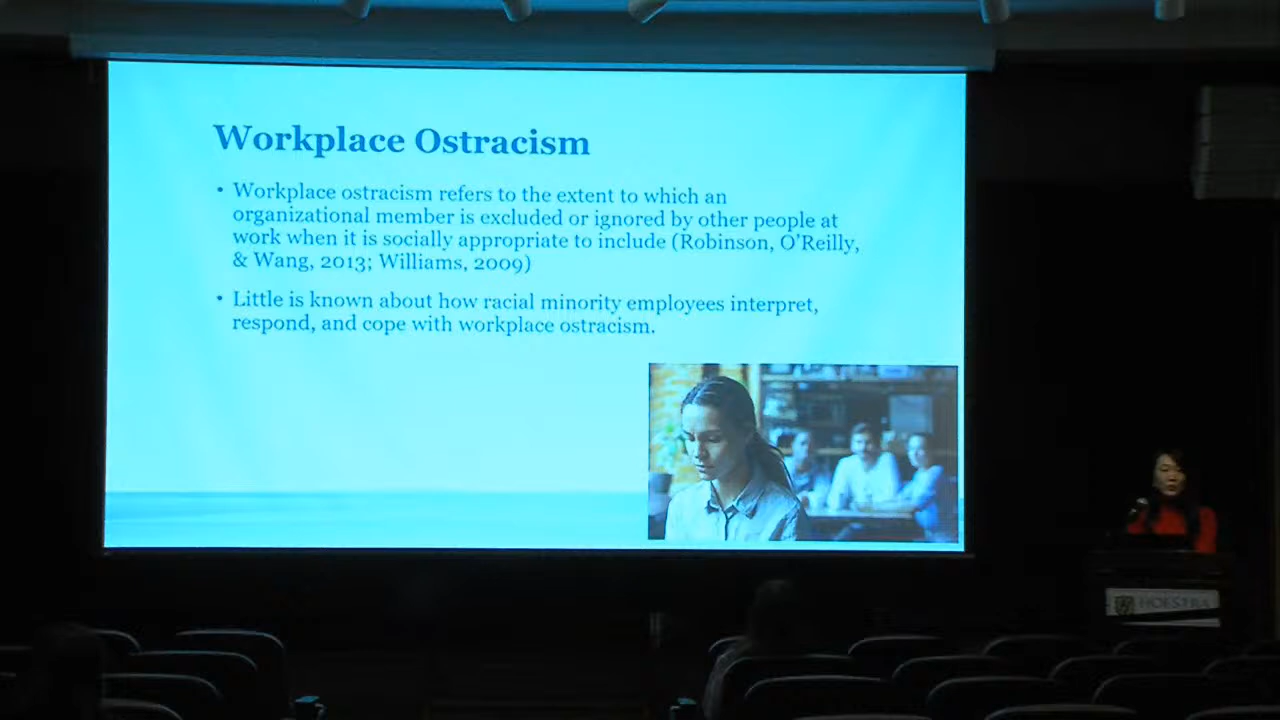 Workplace Ostracism
• Workplace ostracism refers to the extent to which an
organizational member is excluded or ignored by other people at
work when it is socially appropriate to include (Robinson, O'Reilly,
& Wang, 2013; Williams, 2009)
• Little is known about how racial minority employees interpret,
respond, and cope with workplace ostracism.
HOFSTRA